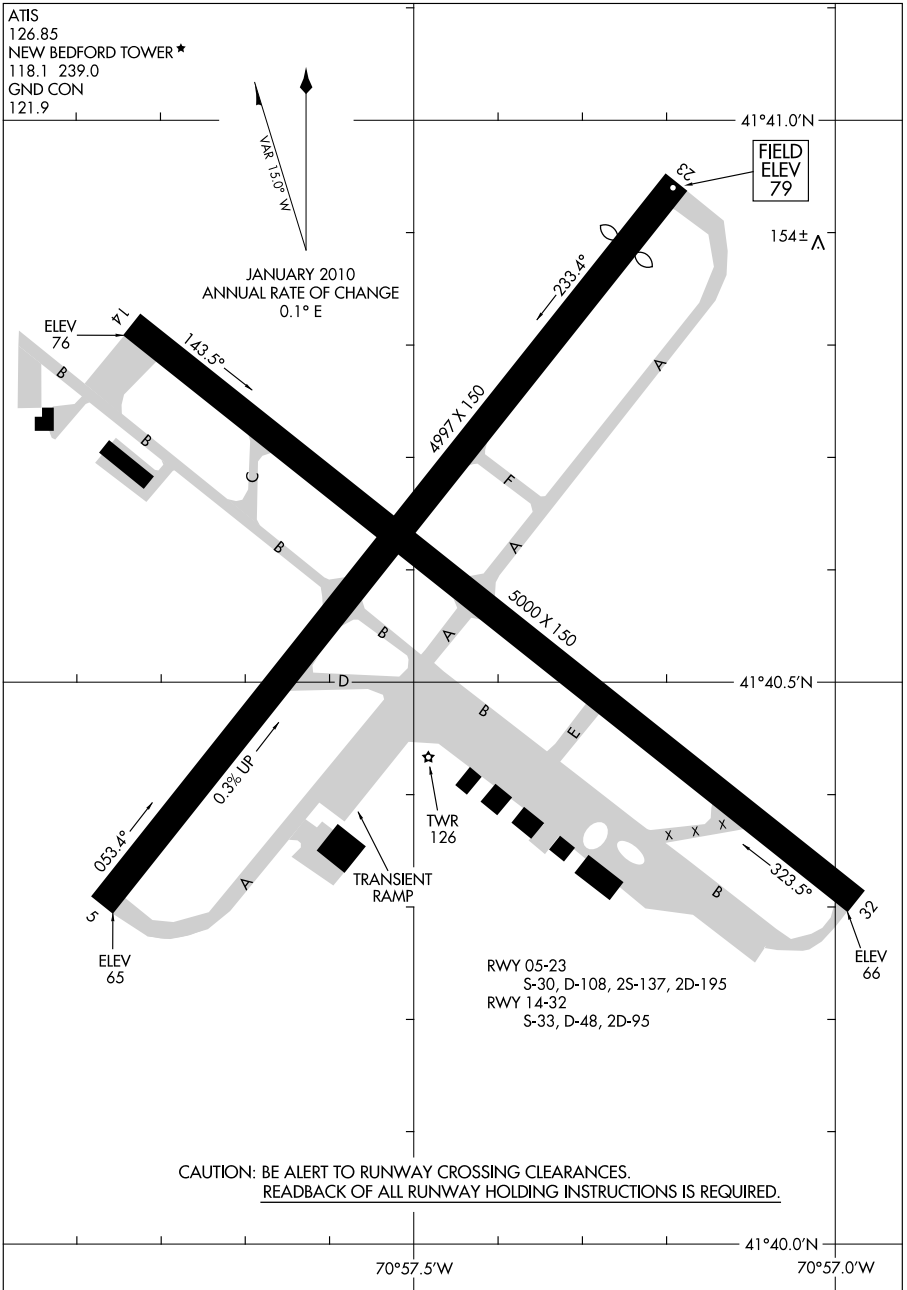 ATIS
126.85
NEW BEDFORD TOWER★
118.1 239.0
GND CON
121.9
VAR 15.0° W
JANUARY 2010
ANNUAL RATE OF CHANGE
0.1° E
41°41.0'N
FIELD
ELEV
79
23
154±
233.4°
ELEV
76
14
143.5°
B
A
4997 X 150
B
C
F
B
A
5000 X 150
B
A
D
41°40.5'N
B
E
0.3% UP
TWR
126
X X X
053.4°
323.5°
TRANSIENT
RAMP
A
B
5
32
ELEV
65
ELEV
66
RWY 05-23
S-30, D-108, 2S-137, 2D-195
RWY 14-32
S-33, D-48, 2D-95
CAUTION: BE ALERT TO RUNWAY CROSSING CLEARANCES.
READBACK OF ALL RUNWAY HOLDING INSTRUCTIONS IS REQUIRED.
41°40.0'N
70°57.5'W
70°57.0'W